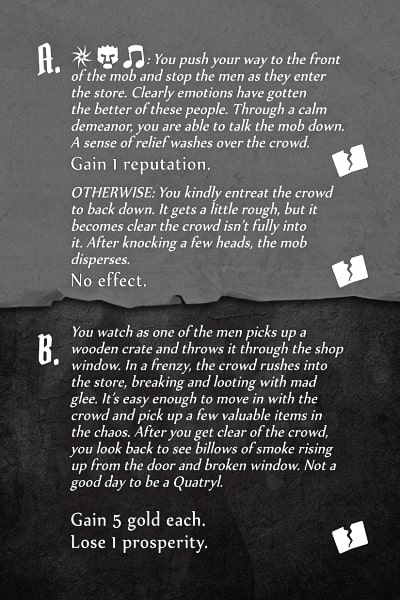 A. : You push your way to the front
of the mob and stop the men as they enter
the store. Clearly emotions have gotten
the better of these people. Through a calm
demeanor, you are able to talk the mob down.
A sense of relief washes over the crowd.
Gain 1 reputation.
OTHERWISE: You kindly entreat the crowd
to back down. It gets a little rough, but it
becomes clear the crowd isn't fully into
it. After knocking a few heads, the mob
disperses.
No effect.
B. You watch as one of the men picks up a
wooden crate and throws it through the shop
window. In a frenzy, the crowd rushes into
the store, breaking and looting with mad
glee. It's easy enough to move in with the
crowd and pick up a few valuable items in
the chaos. After you get clear of the crowd,
you look back to see billows of smoke rising
up from the door and broken window. Not a
good day to be a Quatryl.
Gain 5 gold each.
Lose 1 prosperity.